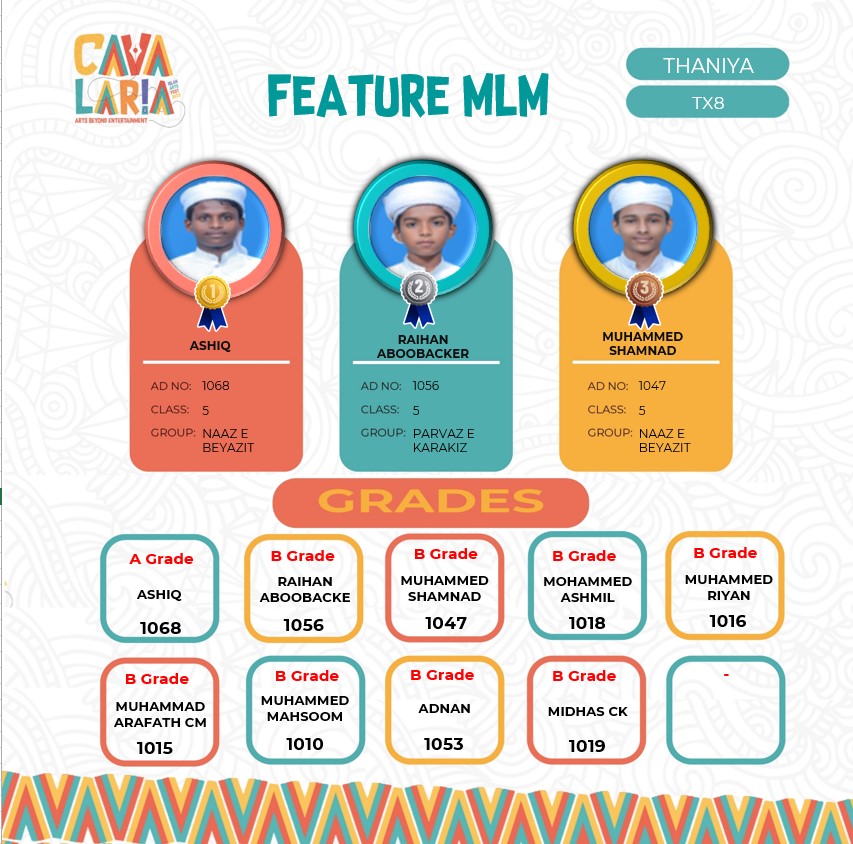 CAVA
LARIA
ARTS BEYOND ENTERTAINMENT
FEATURE MLM
THANIYA
TX8
1
2
3
ASHIQ
AD NO: 1068
CLASS: 5
GROUP: NAAZ E
BEYAZIT
RAIHAN
ABOOBACKER
AD NO: 1056
CLASS: 5
GROUP: PARVAZ E
KARAKIZ
MUHAMMED
SHAMNAD
AD NO: 1047
CLASS: 5
GROUP: NAAZ E
BEYAZIT
GRADES
A Grade
ASHIQ
1068
B Grade
RAIHAN
ABOOBACKE
1056
B Grade
MUHAMMED
SHAMNAD
1047
B Grade
MOHAMMED
ASHMIL
1018
B Grade
MUHAMMED
RIYAN
1016
B Grade
MUHAMMAD
ARAFATH CM
1015
B Grade
MUHAMMED
MAHSOOM
1010
B Grade
ADNAN
1053
B Grade
MIDHAS CK
1019
-